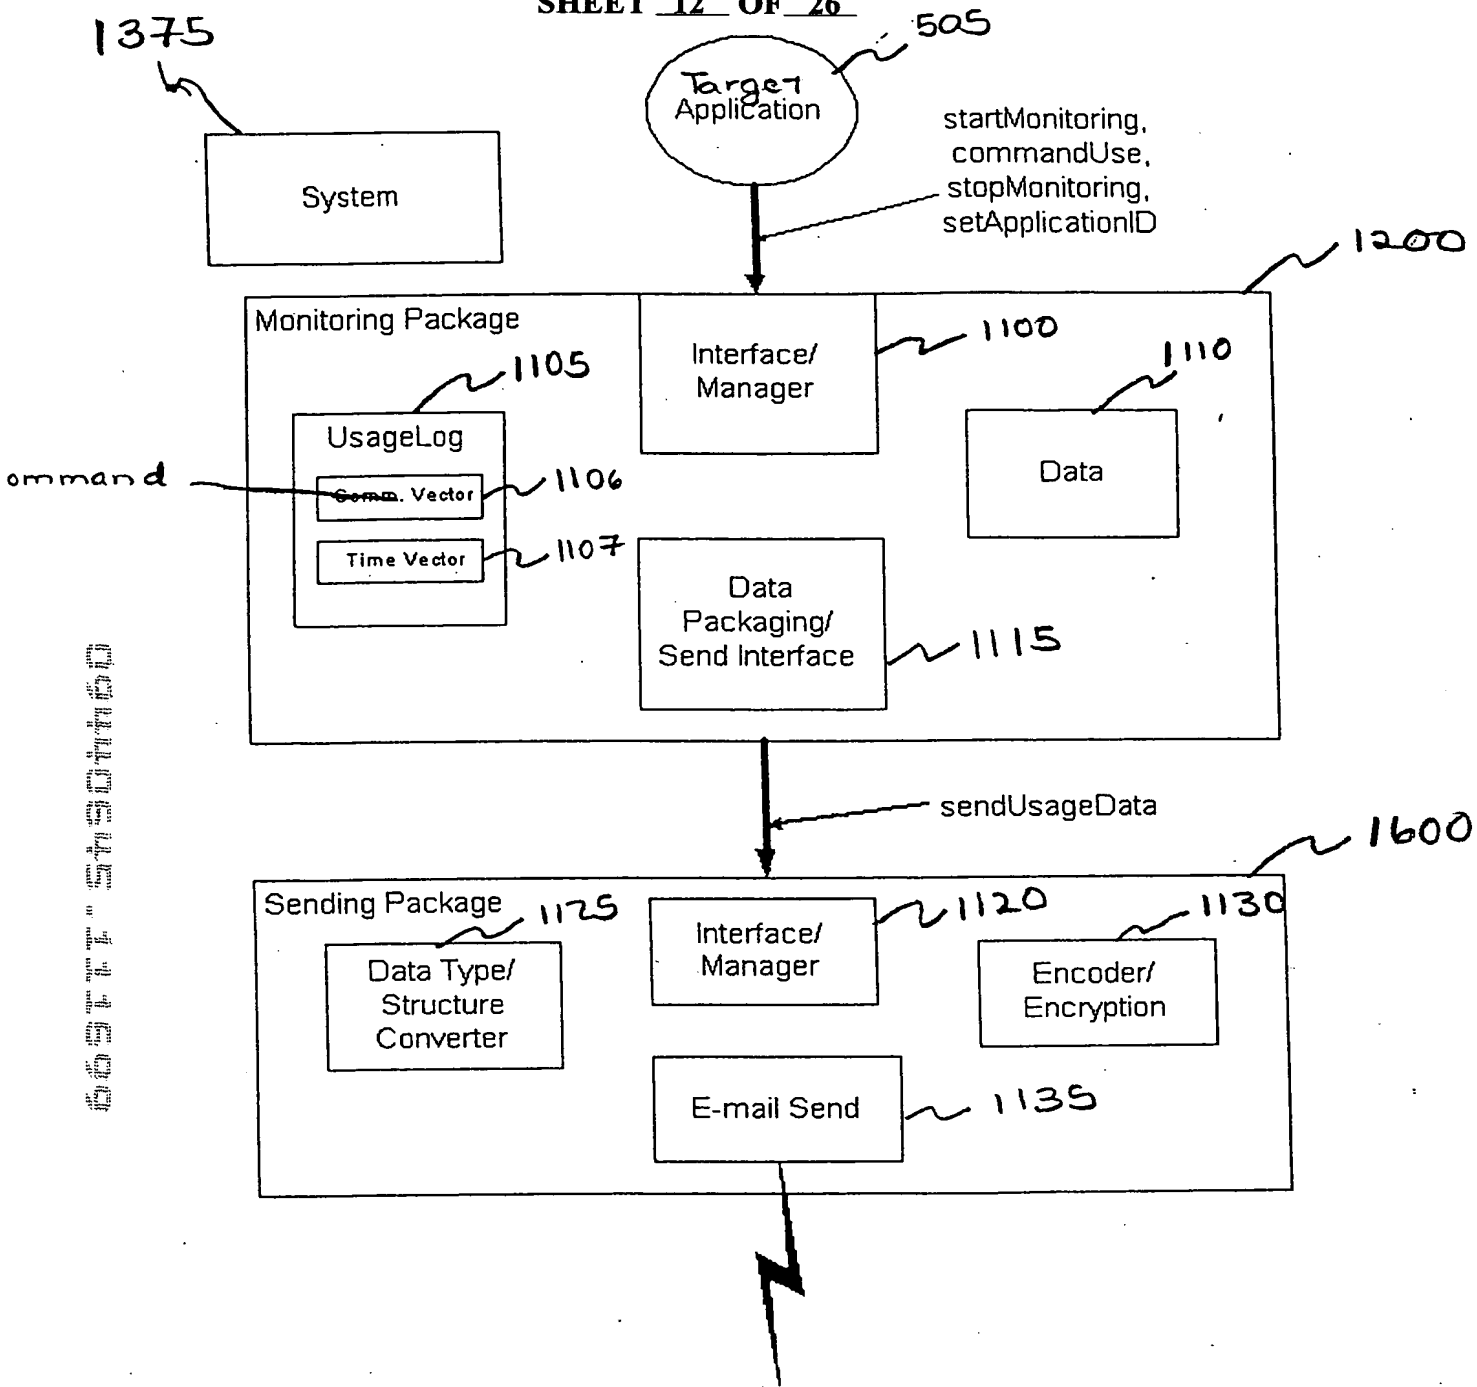 SHEET 12 OF 26
1375
505
Target
Application
System
startMonitoring,
commandUse,
stopMonitoring,
setApplicationID
1200
Monitoring Package
Interface/
Manager
1100
1110
1105
UsageLog
Data
ommand
Comm. Vector
1106
Time Vector
1107
Data
Packaging/
Send Interface
1115
sendUsageData
1600
Sending Package
1125
Interface/
Manager
1120
1130
Data Type/
Structure
Converter
Encoder/
Encryption
E-mail Send
1135